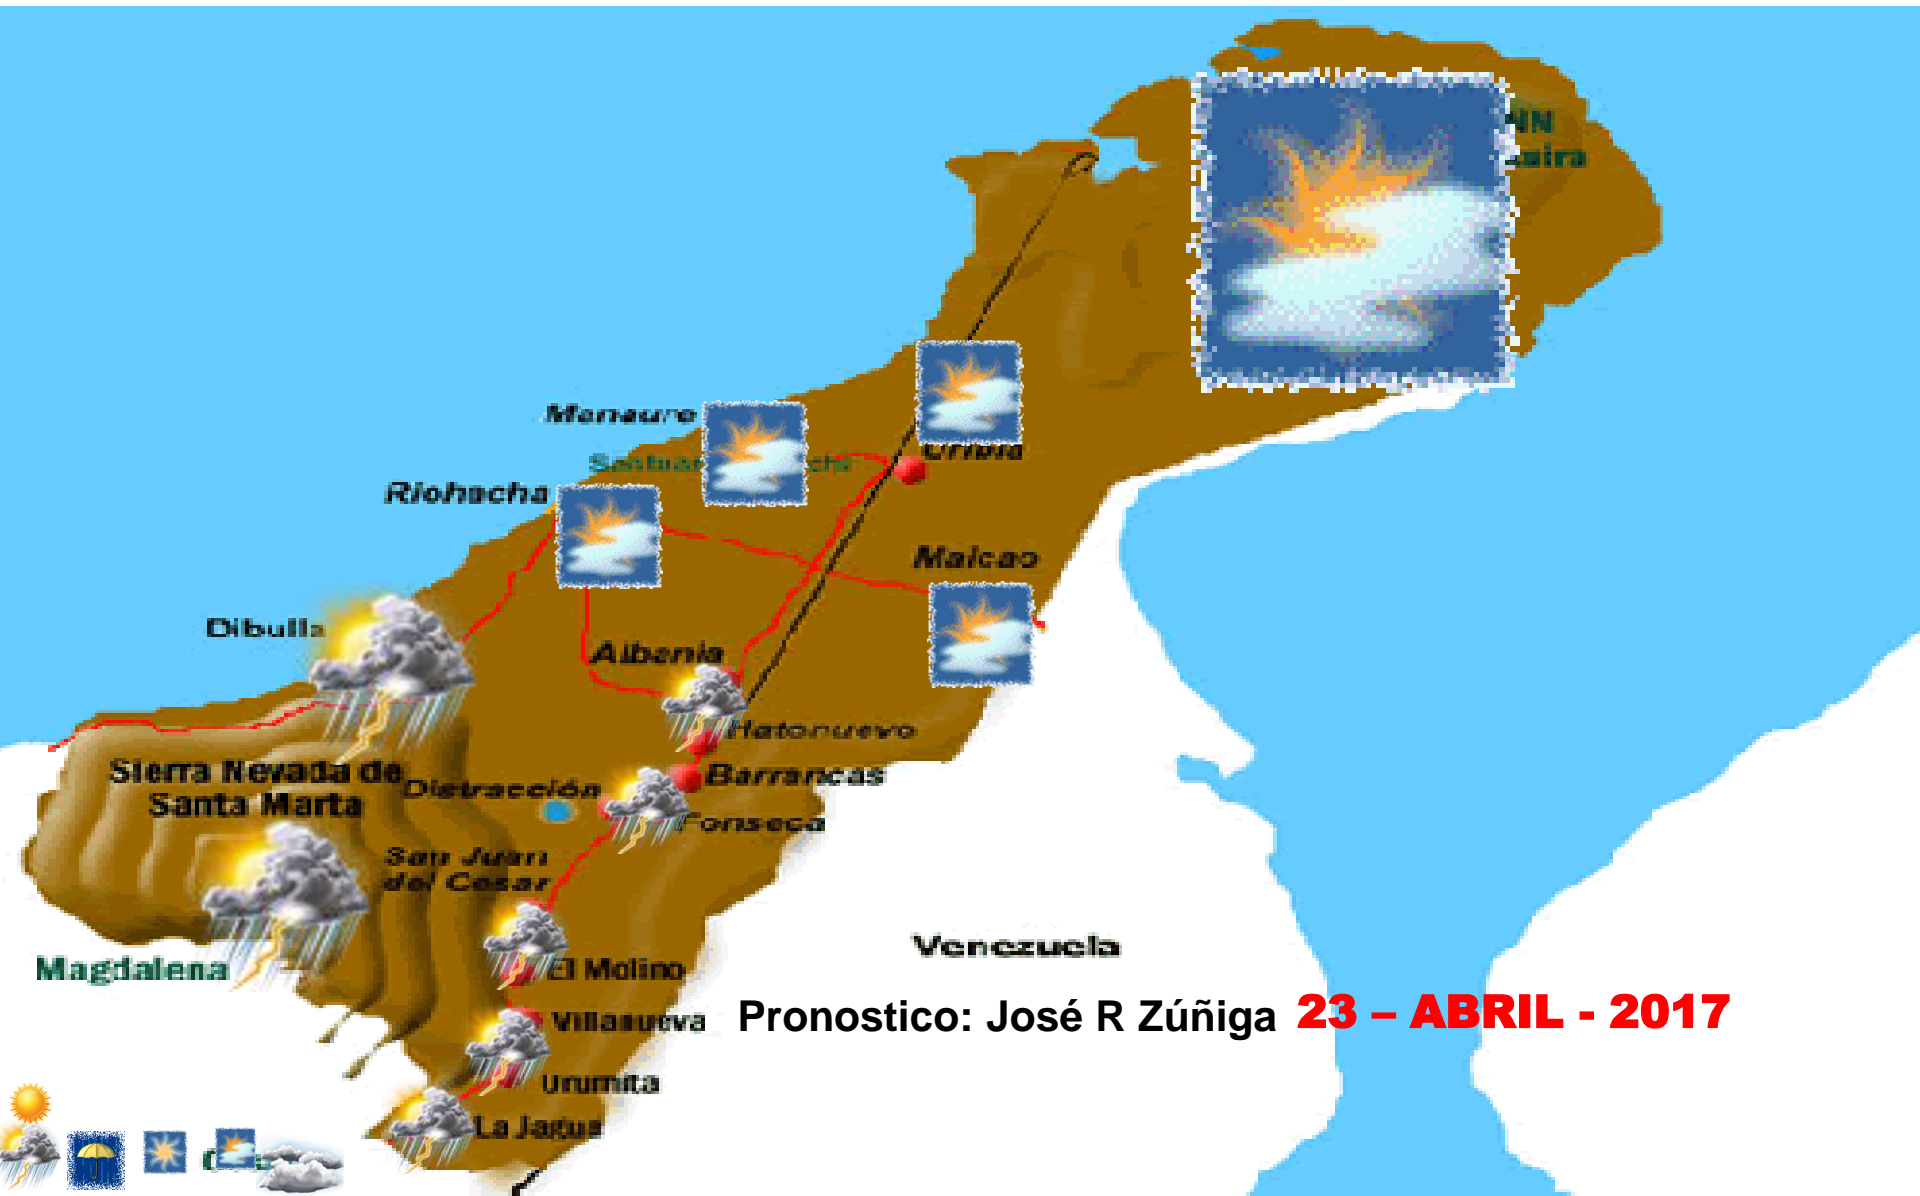 Manaure
Uribia
Riohacha
Maicao
Dibulla
Albania
Hatonuevo
Sierra Nevada de
Santa Marta
Distracción
Barrancas
Fonseca
San Juan
del Cesar
Venezuela
Magdalena
El Molino
Villanueva
Pronostico: José R Zúñiga 23 – ABRIL - 2017
Urumita
La Jagua